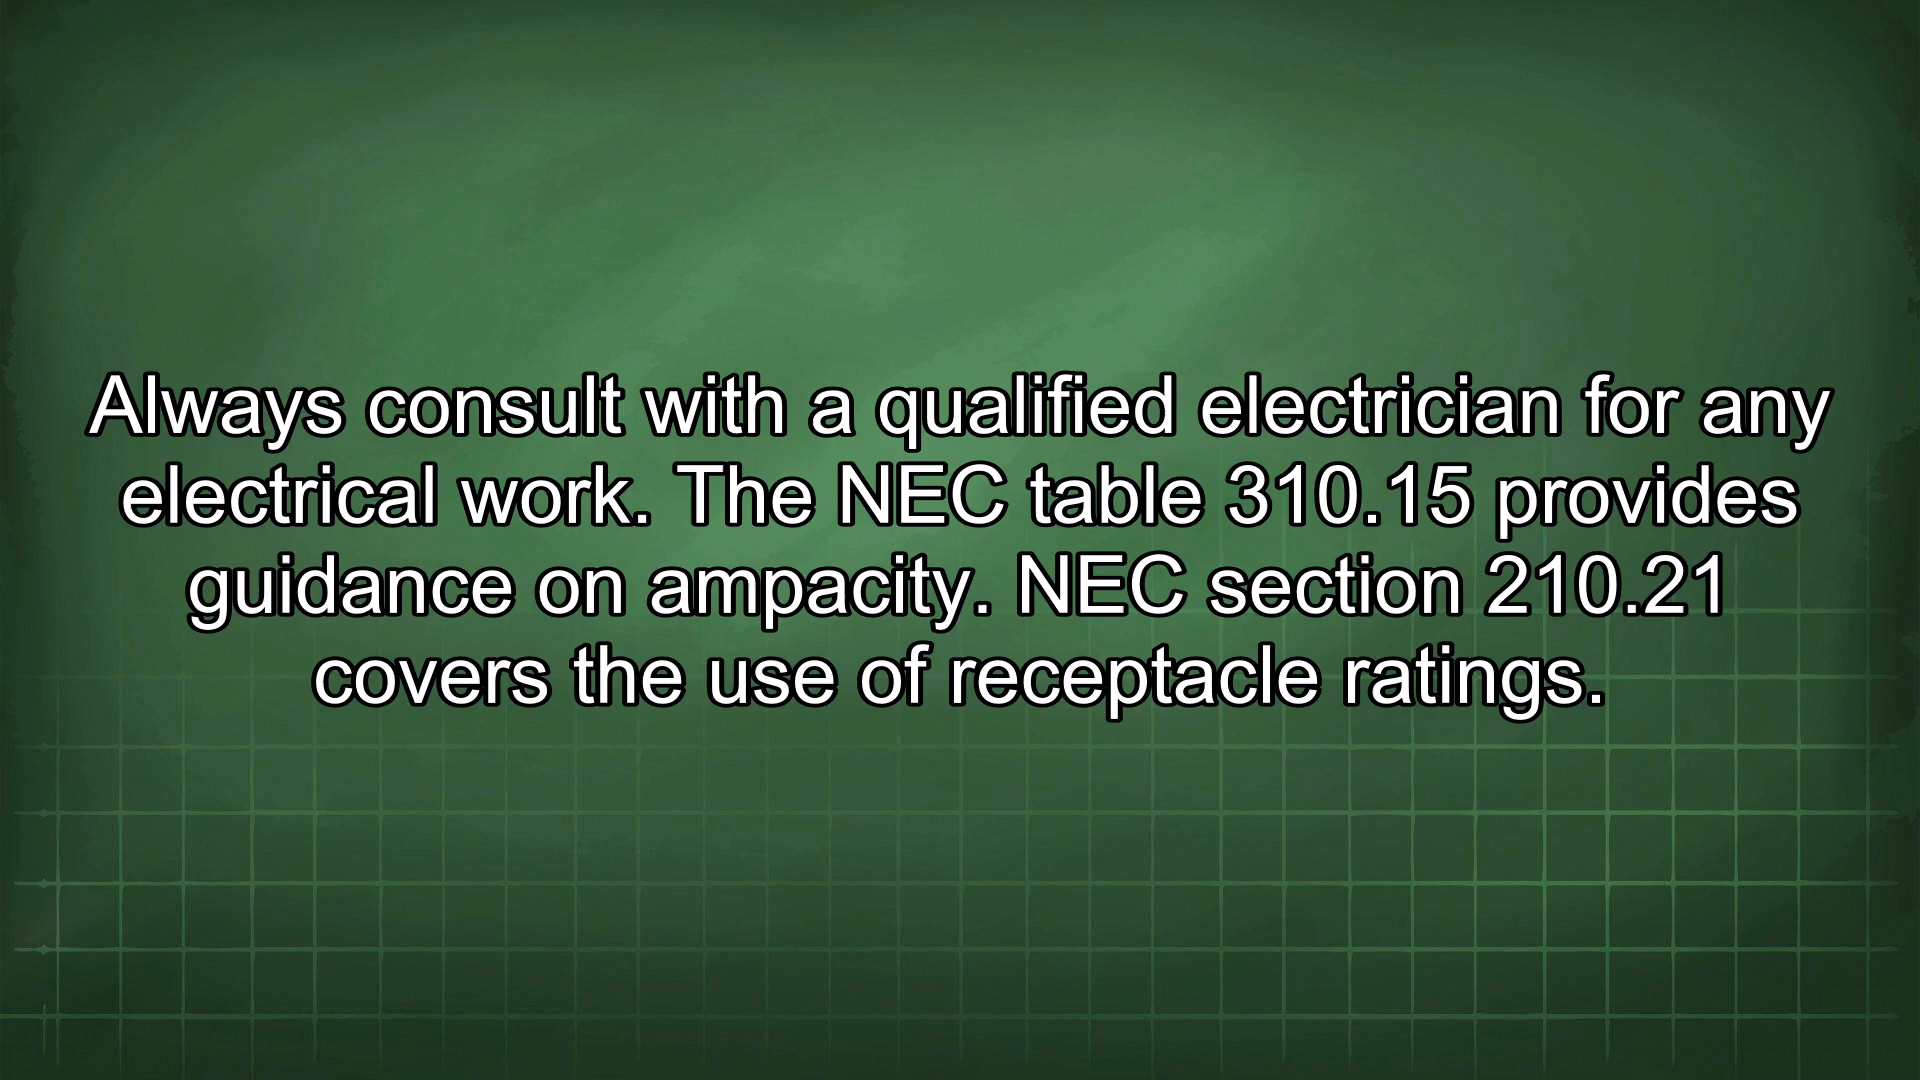 Always consult with a qualified electrician for any
electrical work. The NEC table 310.15 provides
guidance on ampacity. NEC section 210.21
covers the use of receptacle ratings.